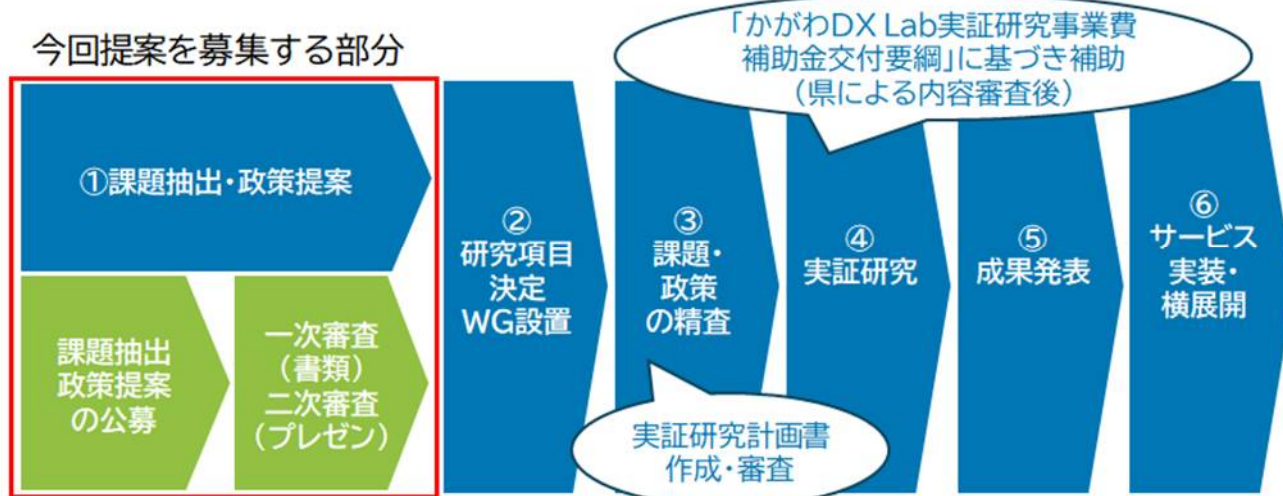 今回提案を募集する部分
「かがわDX Lab実証研究事業費
補助金交付要綱」に基づき補助
(県による内容審査後)
①課題抽出・政策提案
課題抽出
政策提案
の公募
一次審査
(書類)
二次審査
(プレゼン)
②
研究項目
決定
WG設置
③
課題・
政策
の精査
④
実証研究
⑤
成果発表
⑥
サービス
実装・
横展開
実証研究計画書
作成・審査